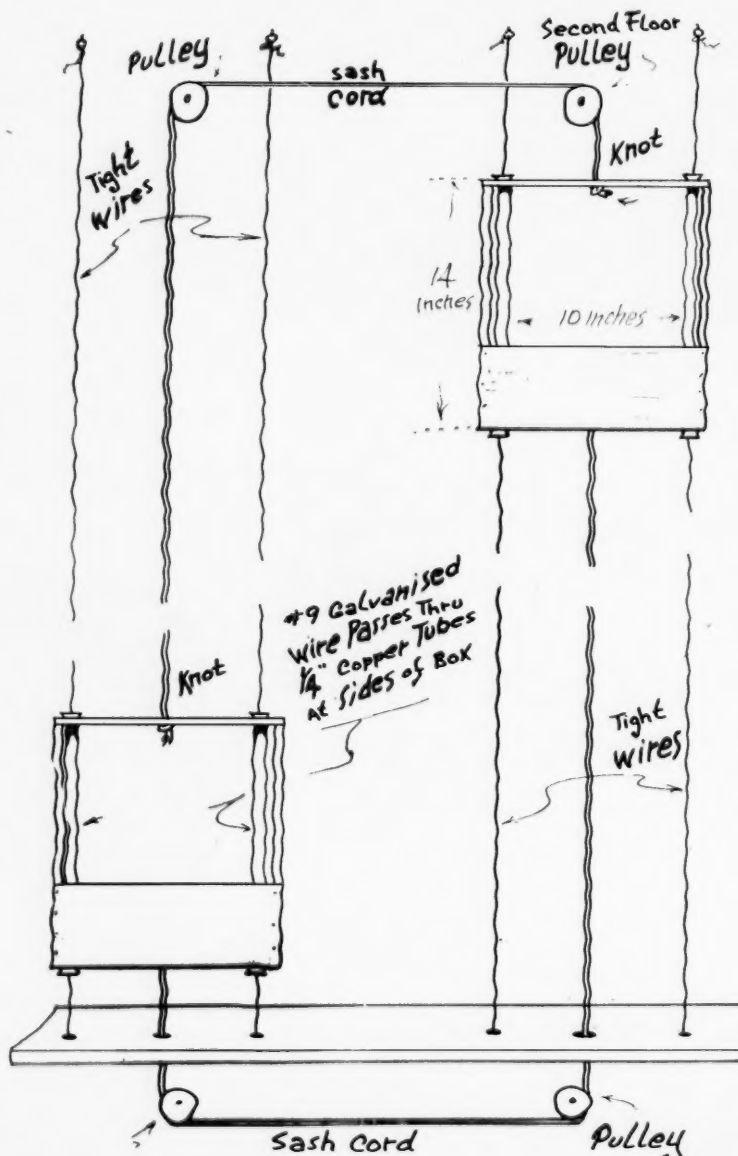 Pulley
sash
cord
Second Floor
Pulley
Knot
Tight
wires
14
inches
10 inches
#9 Galvanised
wire Passes Thru
1/4" copper Tubes
At Sides of Box
Knot
Tight
wires
Sash Cord
Pulley